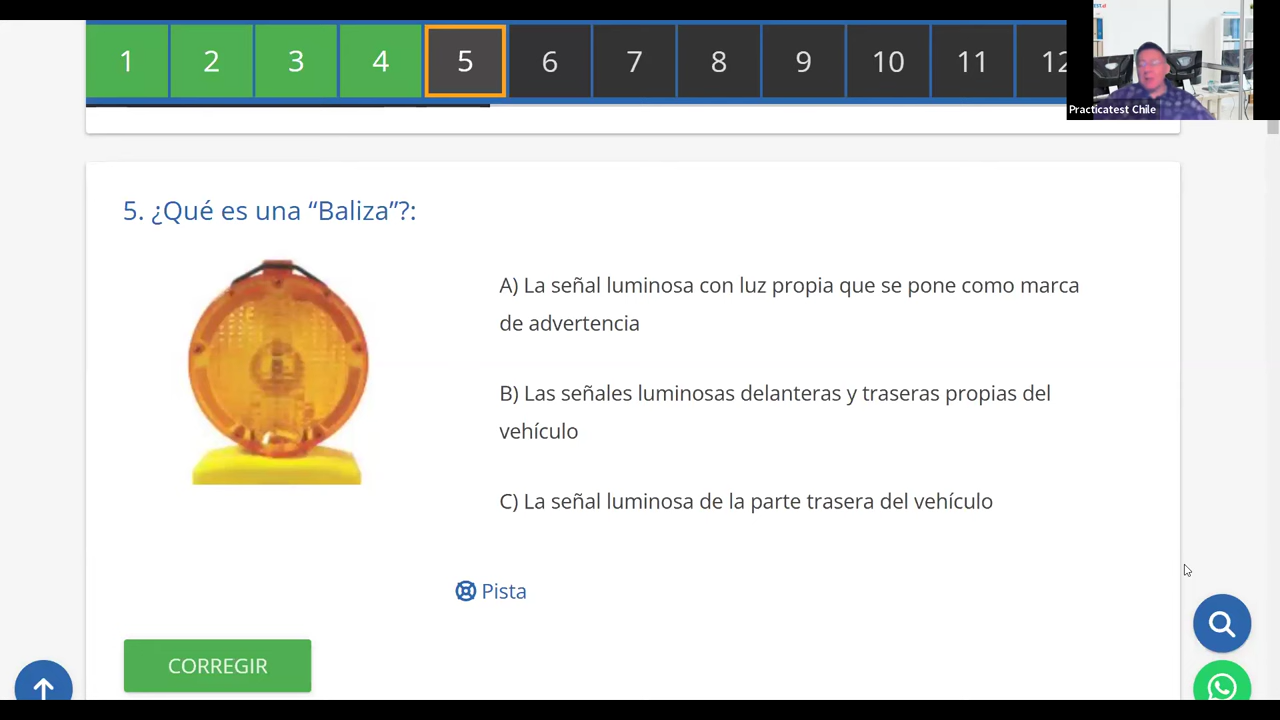 1 2 3 4 5 6 7 8 9 10 11 12
Practicatest Chile
5. ¿Qué es una “Baliza”?:
A) La señal luminosa con luz propia que se pone como marca
de advertencia
B) Las señales luminosas delanteras y traseras propias del
vehículo
C) La señal luminosa de la parte trasera del vehículo
Pista
CORREGIR